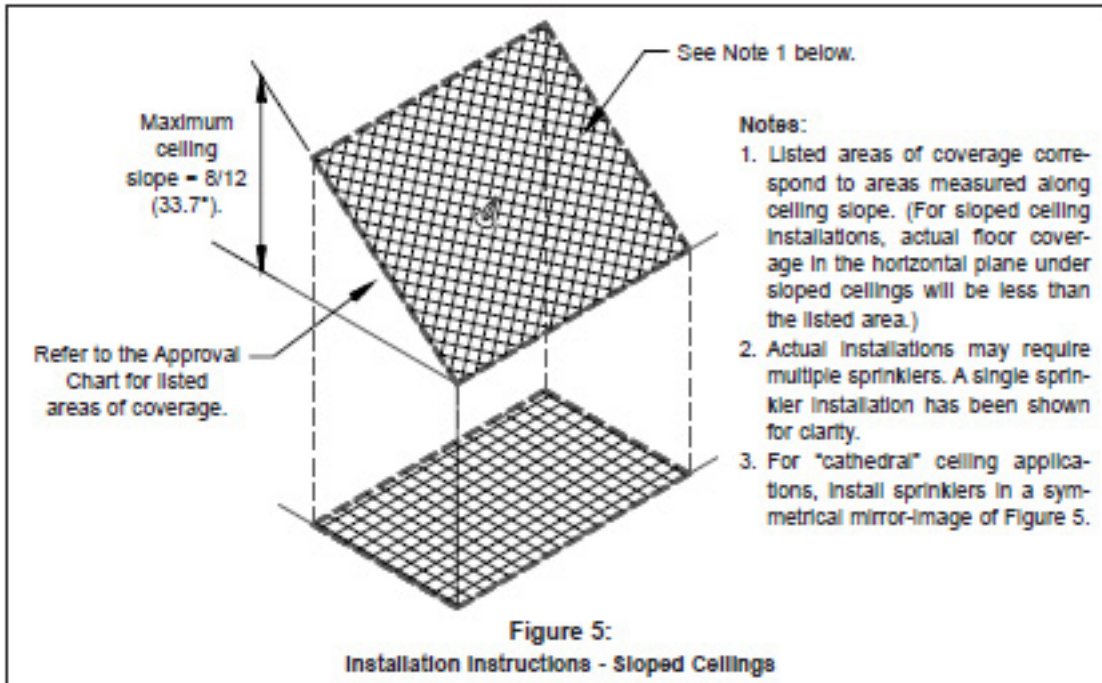 See Note 1 below.
Maximum
ceiling
slope = 8/12
(33.7°).
Refer to the Approval
Chart for listed
areas of coverage.
Notes:
1. Listed areas of coverage corre-
spond to areas measured along
ceiling slope. (For sloped ceiling
installations, actual floor cover-
age in the horizontal plane under
sloped ceilings will be less than
the listed area.)
2. Actual installations may require
multiple sprinklers. A single sprin-
kler installation has been shown
for clarity.
3. For "cathedral" ceiling applica-
tions, install sprinklers in a sym-
metrical mirror-image of Figure 5.
Figure 5:
Installation Instructions - Sloped Ceilings